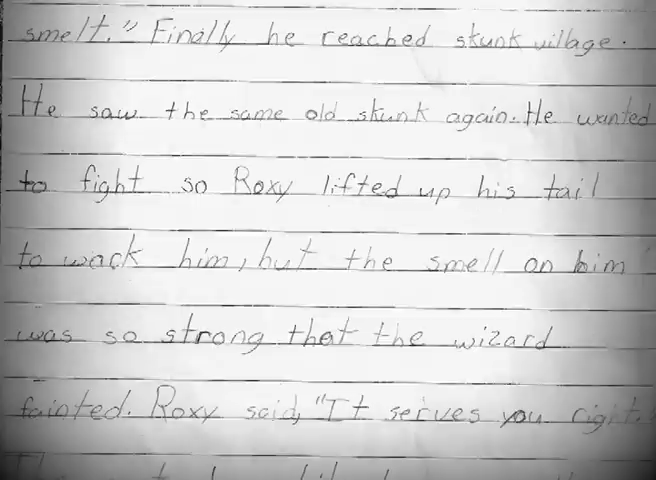 smelt." Finally he reached skunk village.
He saw the same old skunk again. He wanted
to fight so Roxy lifted up his tail
to wack him, but the smell on him
was so strong that the wizard
fainted. Roxy said, "It serves you right.